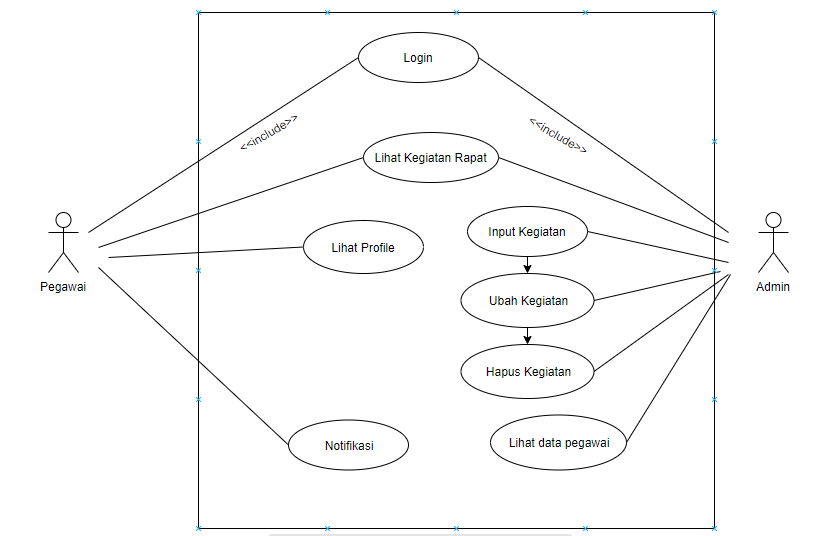 Login
<<include>>
<<include>>
Lihat Kegiatan Rapat
Input Kegiatan
Lihat Profile
Pegawai
Admin
Ubah Kegiatan
Hapus Kegiatan
Notifikasi
Lihat data pegawai